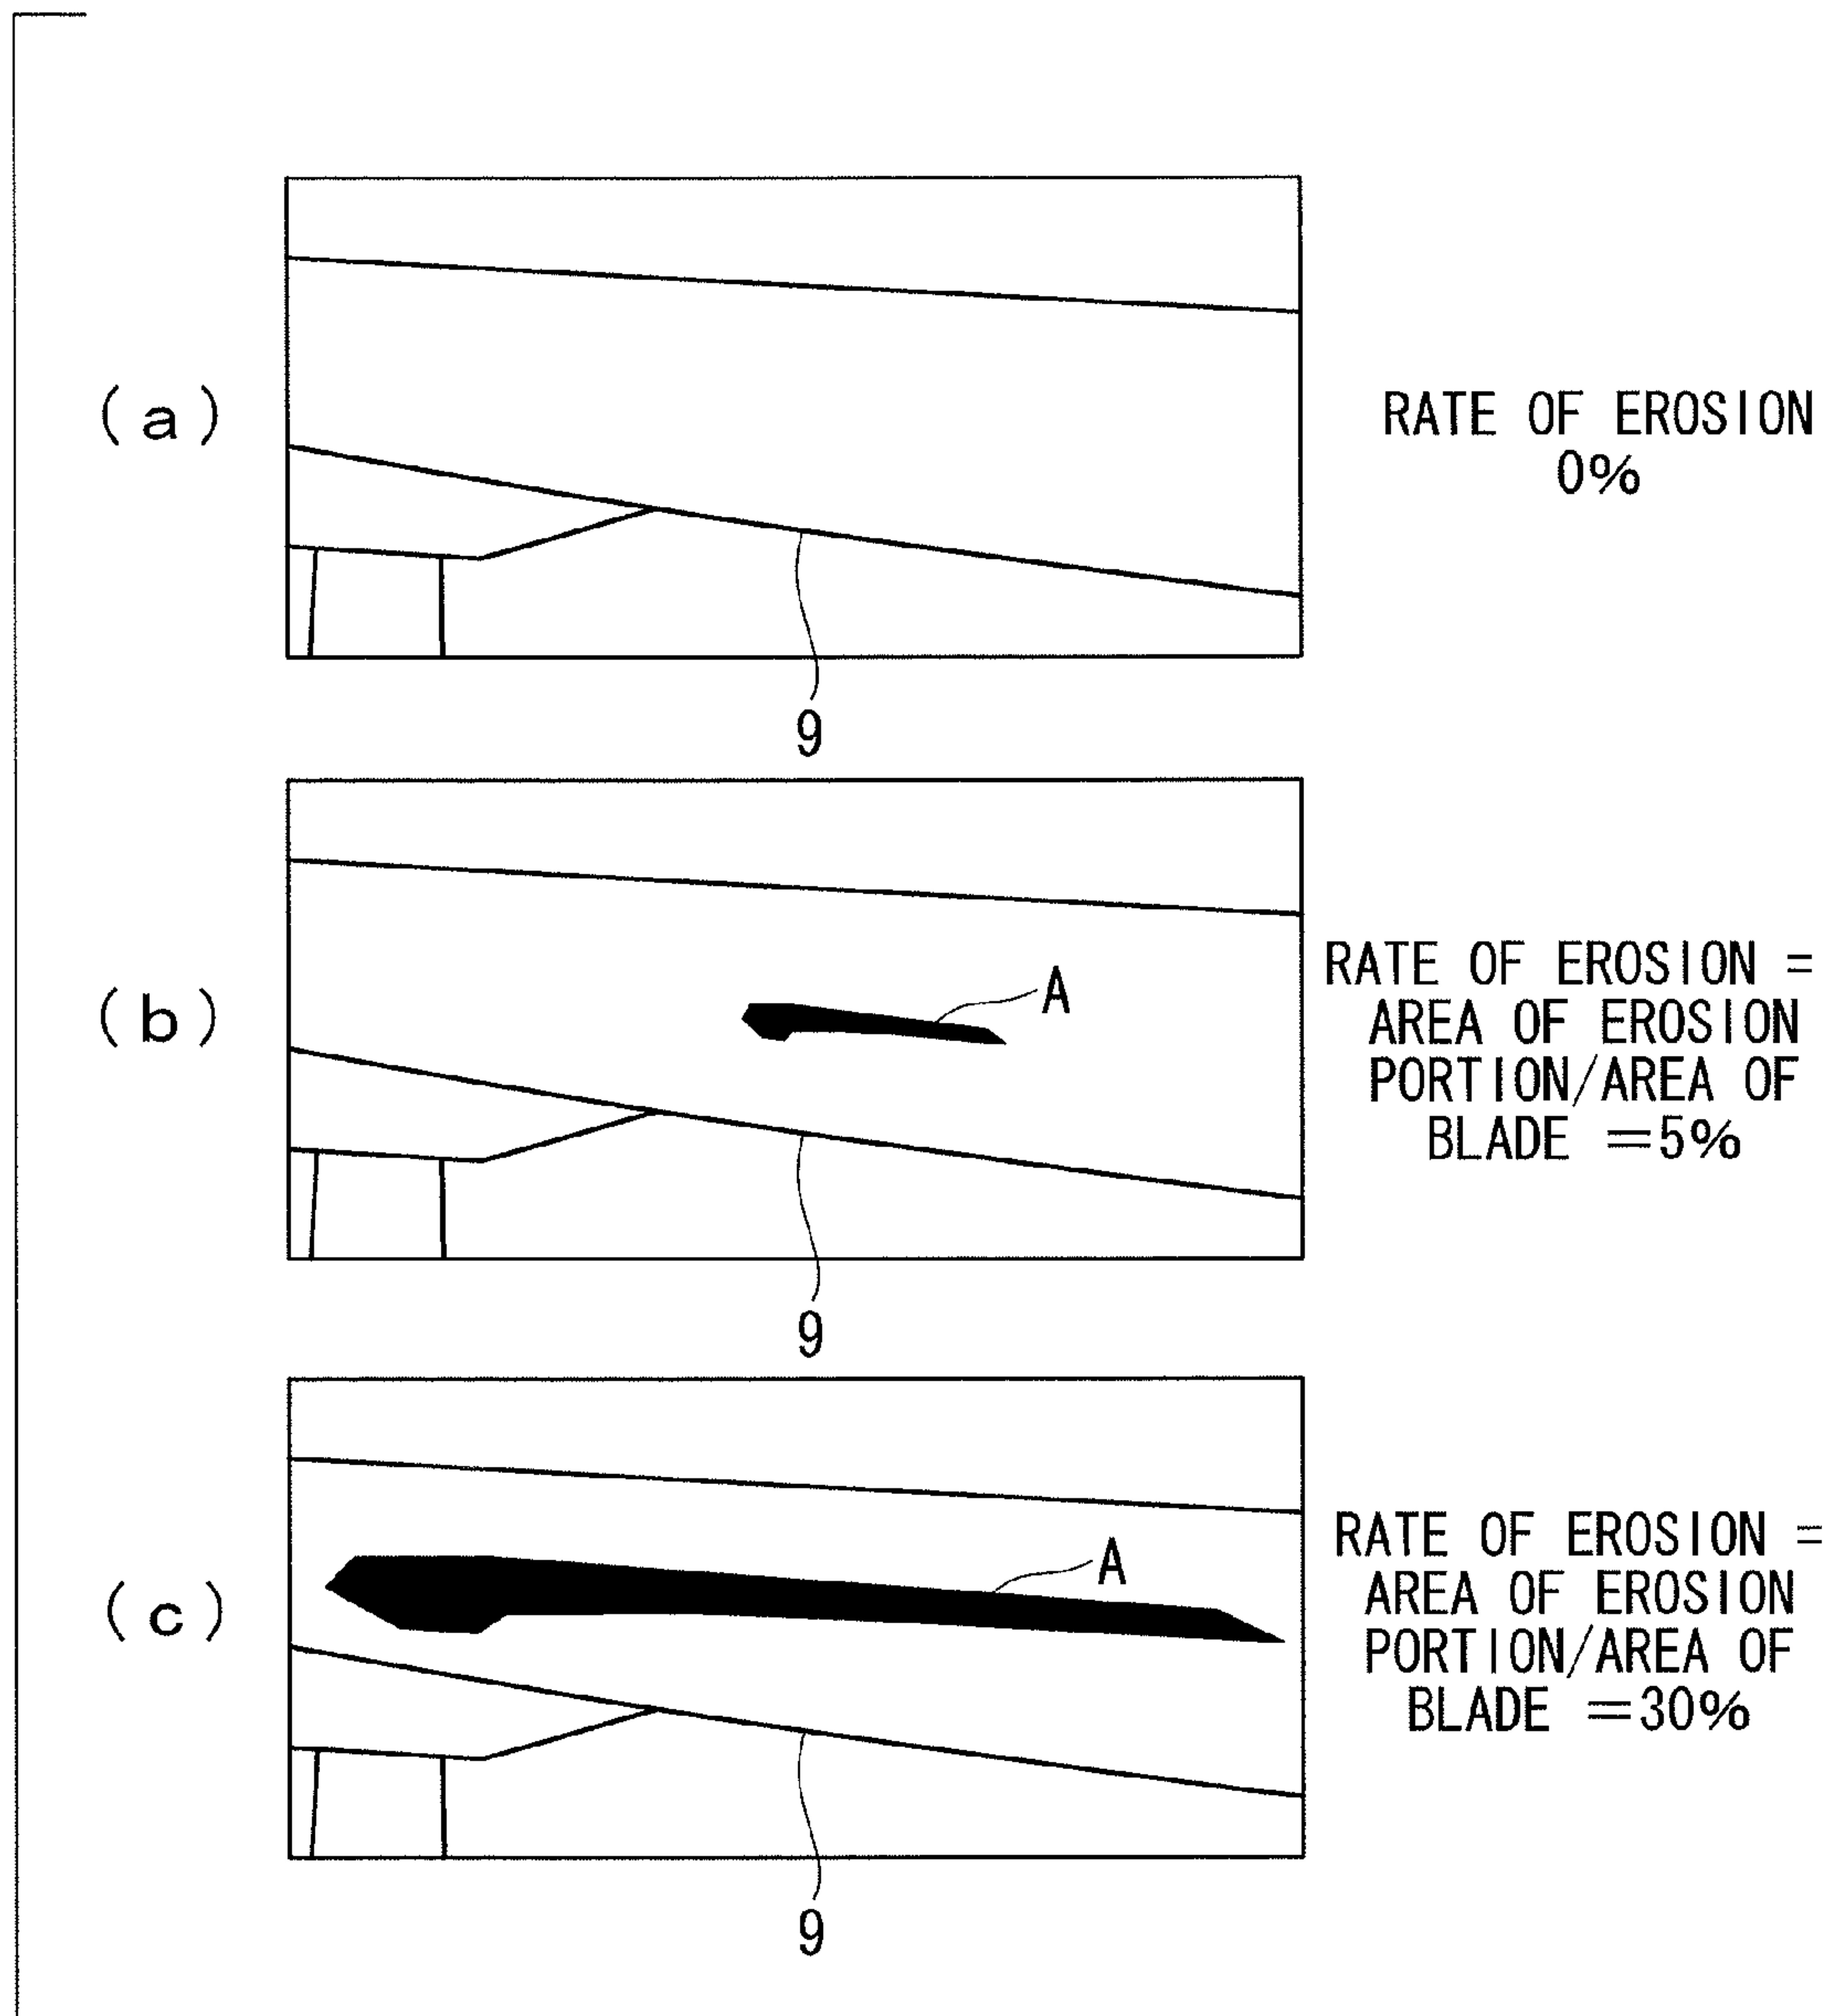 (a)
RATE OF EROSION
0%
9
(b)
A
RATE OF EROSION =
AREA OF EROSION
PORTION/AREA OF
BLADE =5%
9
(c)
A
RATE OF EROSION =
AREA OF EROSION
PORTION/AREA OF
BLADE =30%
9